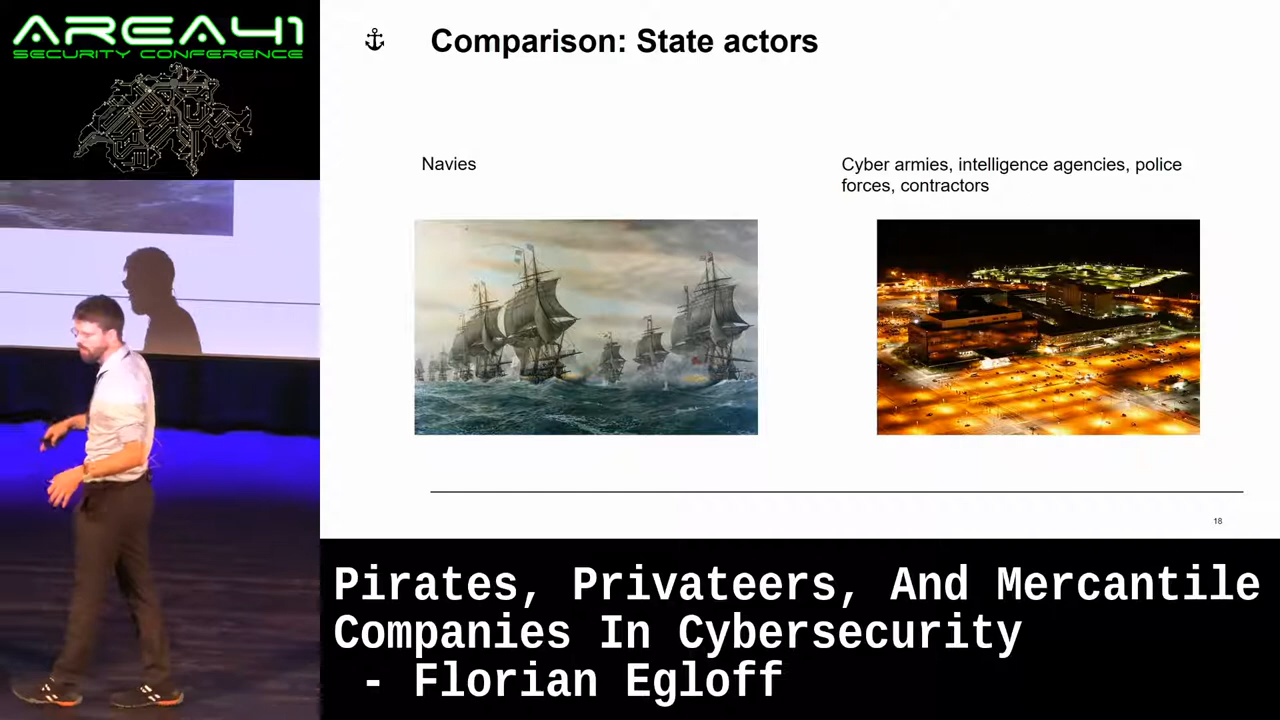 AREA41
SECURITY CONFERENCE
Comparison: State actors
Navies
Cyber armies, intelligence agencies, police
forces, contractors
18
Pirates, Privateers, And Mercantile
Companies In Cybersecurity
- Florian Egloff